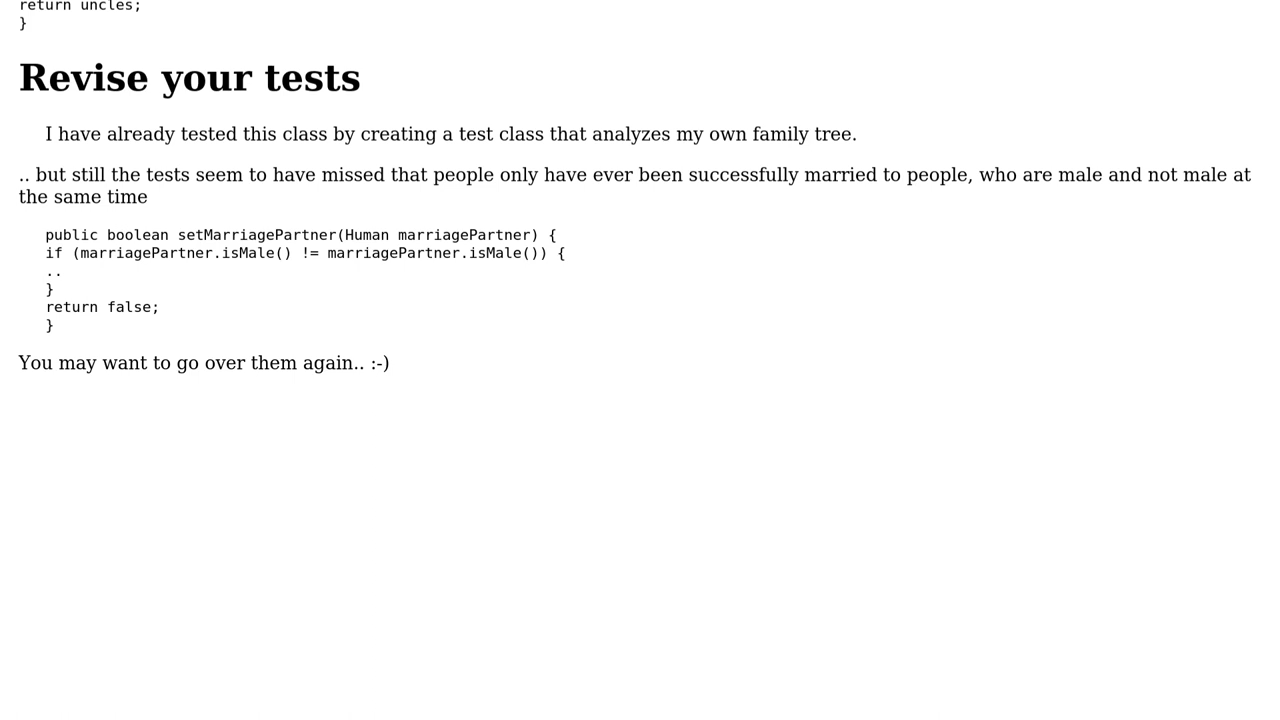 return uncles;
}
Revise your tests
I have already tested this class by creating a test class that analyzes my own family tree.
.. but still the tests seem to have missed that people only have ever been successfully married to people, who are male and not male at
the same time
public boolean setMarriagePartner(Human marriagePartner) {
if (marriagePartner.isMale() != marriagePartner.isMale()) {
..
}
return false;
}
You may want to go over them again.. :-)